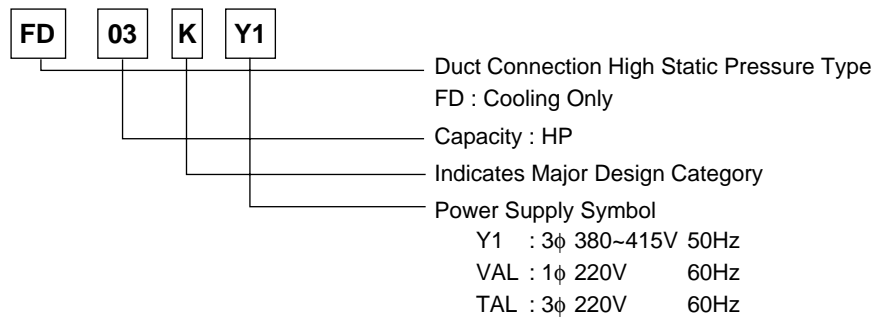 FD 03 K Y1
Duct Connection High Static Pressure Type
FD : Cooling Only
Capacity : HP
Indicates Major Design Category
Power Supply Symbol
Y1 : 3ϕ 380~415V 50Hz
VAL : 1ϕ 220V 60Hz
TAL : 3ϕ 220V 60Hz